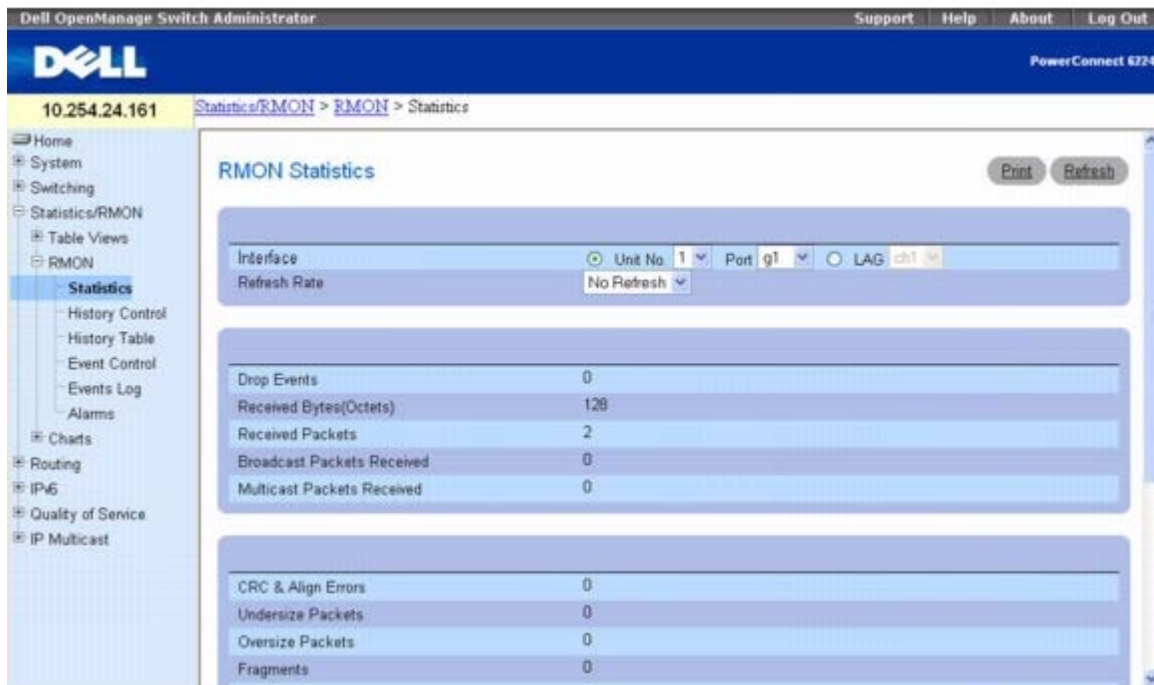 Dell OpenManage Switch Administrator Support Help About Log Out
DELL
PowerConnect 6224
10.254.24.161
Statistics/RMON > RMON > Statistics
Home
System
Switching
Statistics/RMON
Table Views
RMON
Statistics
History Control
History Table
Event Control
Events Log
Alarms
Charts
Routing
IPv6
Quality of Service
IP Multicast
RMON Statistics
Print Refresh
Interface Unit No 1 Port g1 LAG ch1
Refresh Rate No Refresh
Drop Events 0
Received Bytes(Octets) 128
Received Packets 2
Broadcast Packets Received 0
Multicast Packets Received 0
CRC & Align Errors 0
Undersize Packets 0
Oversize Packets 0
Fragments 0